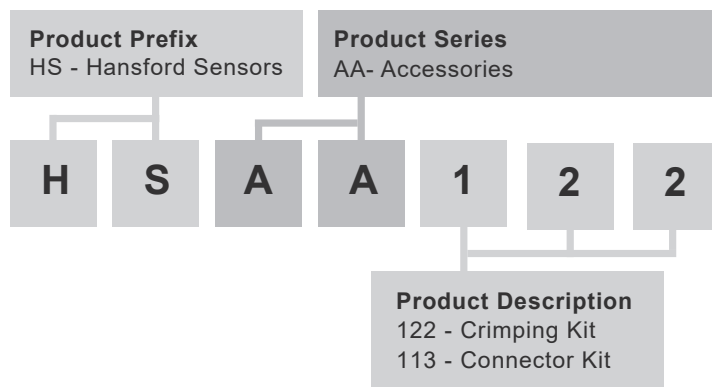 Product Prefix
HS - Hansford Sensors
Product Series
AA- Accessories
H S A A 1 2 2
Product Description
122 - Crimping Kit
113 - Connector Kit